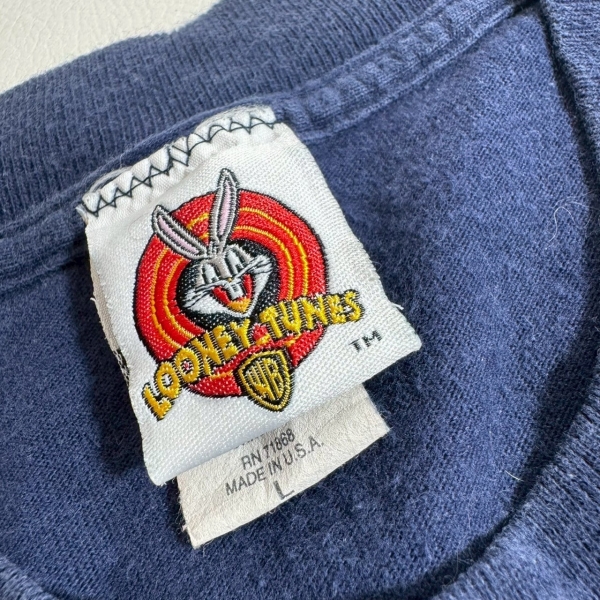 LOONEY TUNES
TM
WB
RN 71868
MADE IN U.S.A.
L